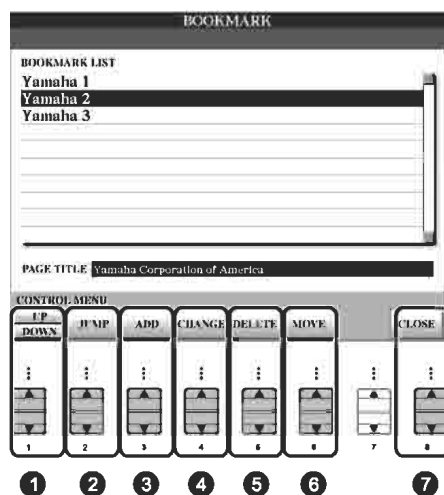 BOOKMARK
BOOKMARK LIST
Yamaha 1
Yamaha 2
Yamaha 3
PAGE TITLE Yamaha Corporation of America
CONTROL MENU
UP
DOWN JUMP ADD CHANGE DELETE MOVE CLOSE
1 2 3 4 5 6 7 8
1 2 3 4 5 6 7